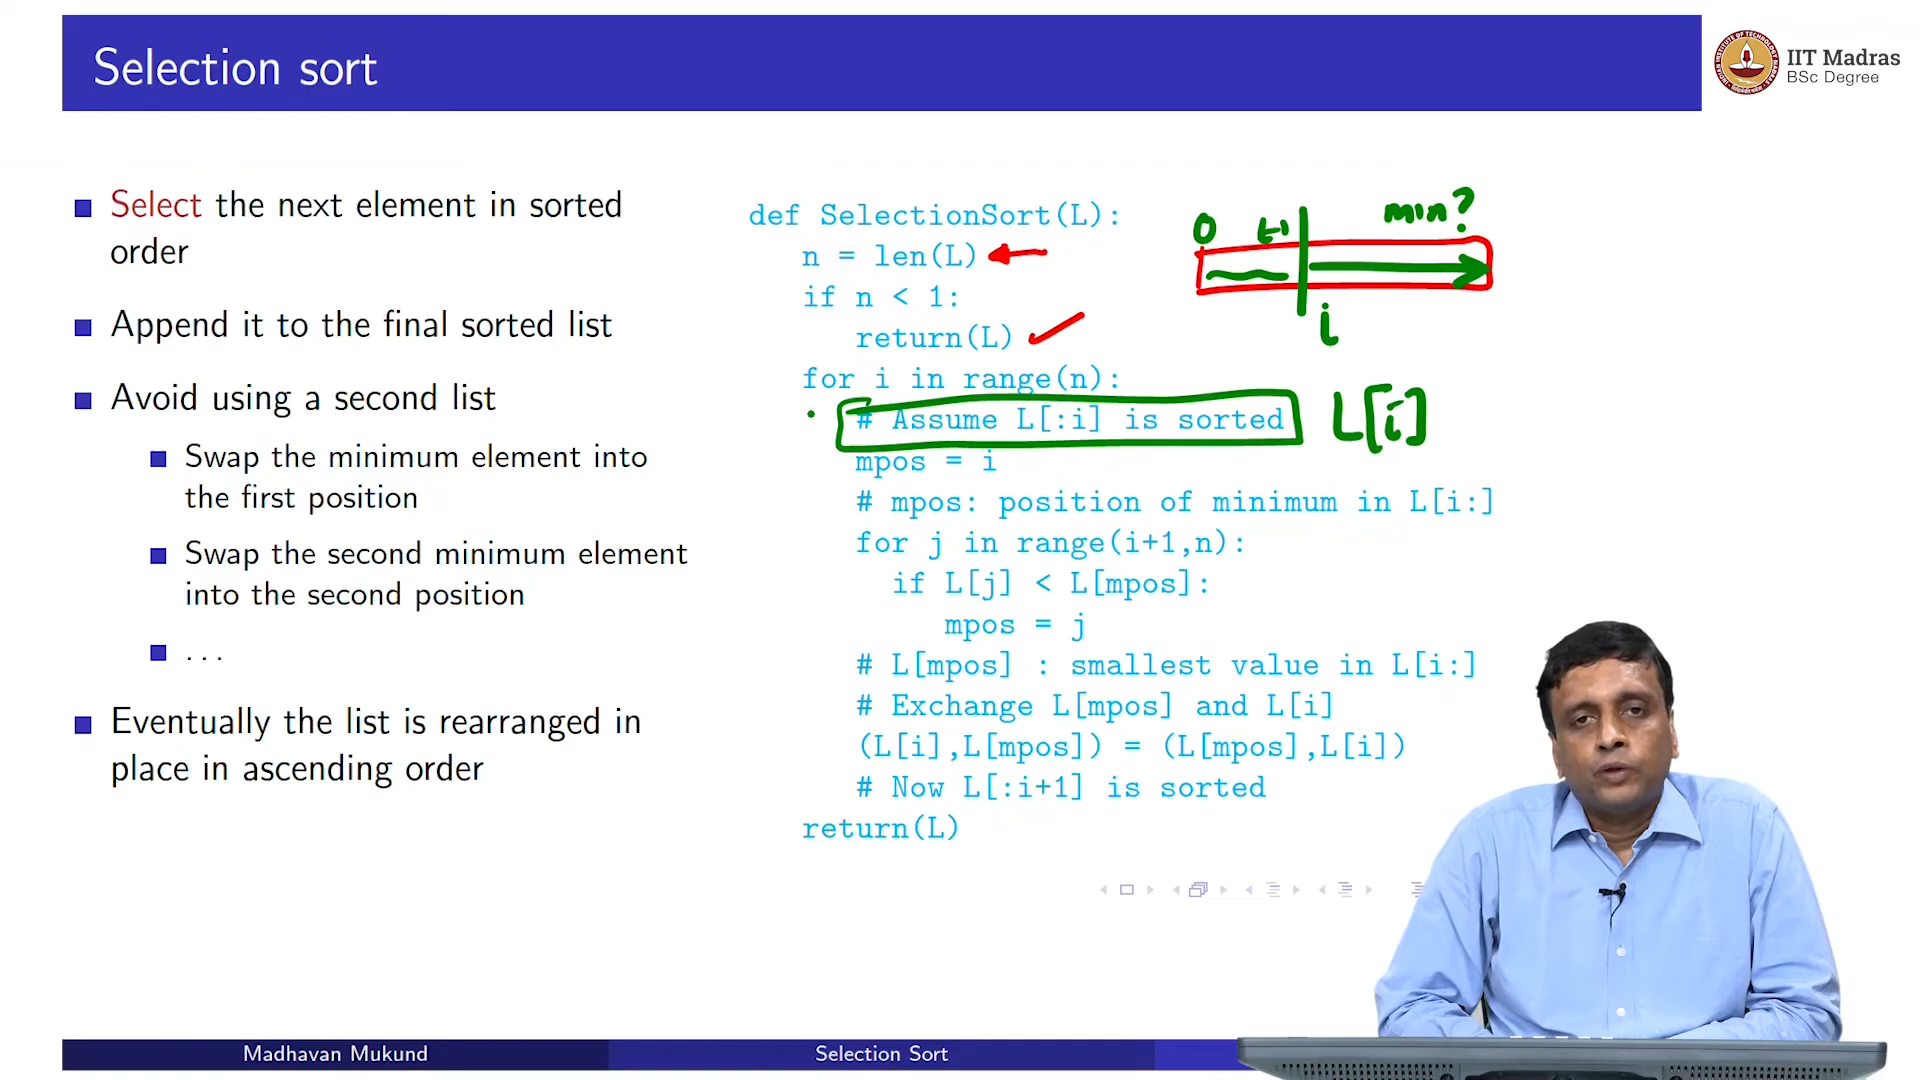 Selection sort
IIT Madras
BSc Degree
Select the next element in sorted
order
Append it to the final sorted list
Avoid using a second list
Swap the minimum element into
the first position
Swap the second minimum element
into the second position
. . .
Eventually the list is rearranged in
place in ascending order
def SelectionSort(L):
n = len(L)
if n < 1:
return(L)
for i in range(n):
# Assume L[:i] is sorted
mpos = i
# mpos: position of minimum in L[i:]
for j in range(i+1,n):
if L[j] < L[mpos]:
mpos = j
# L[mpos] : smallest value in L[i:]
# Exchange L[mpos] and L[i]
(L[i],L[mpos]) = (L[mpos],L[i])
# Now L[:i+1] is sorted
return(L)
min?
0
i
L[i]
Madhavan Mukund
Selection Sort